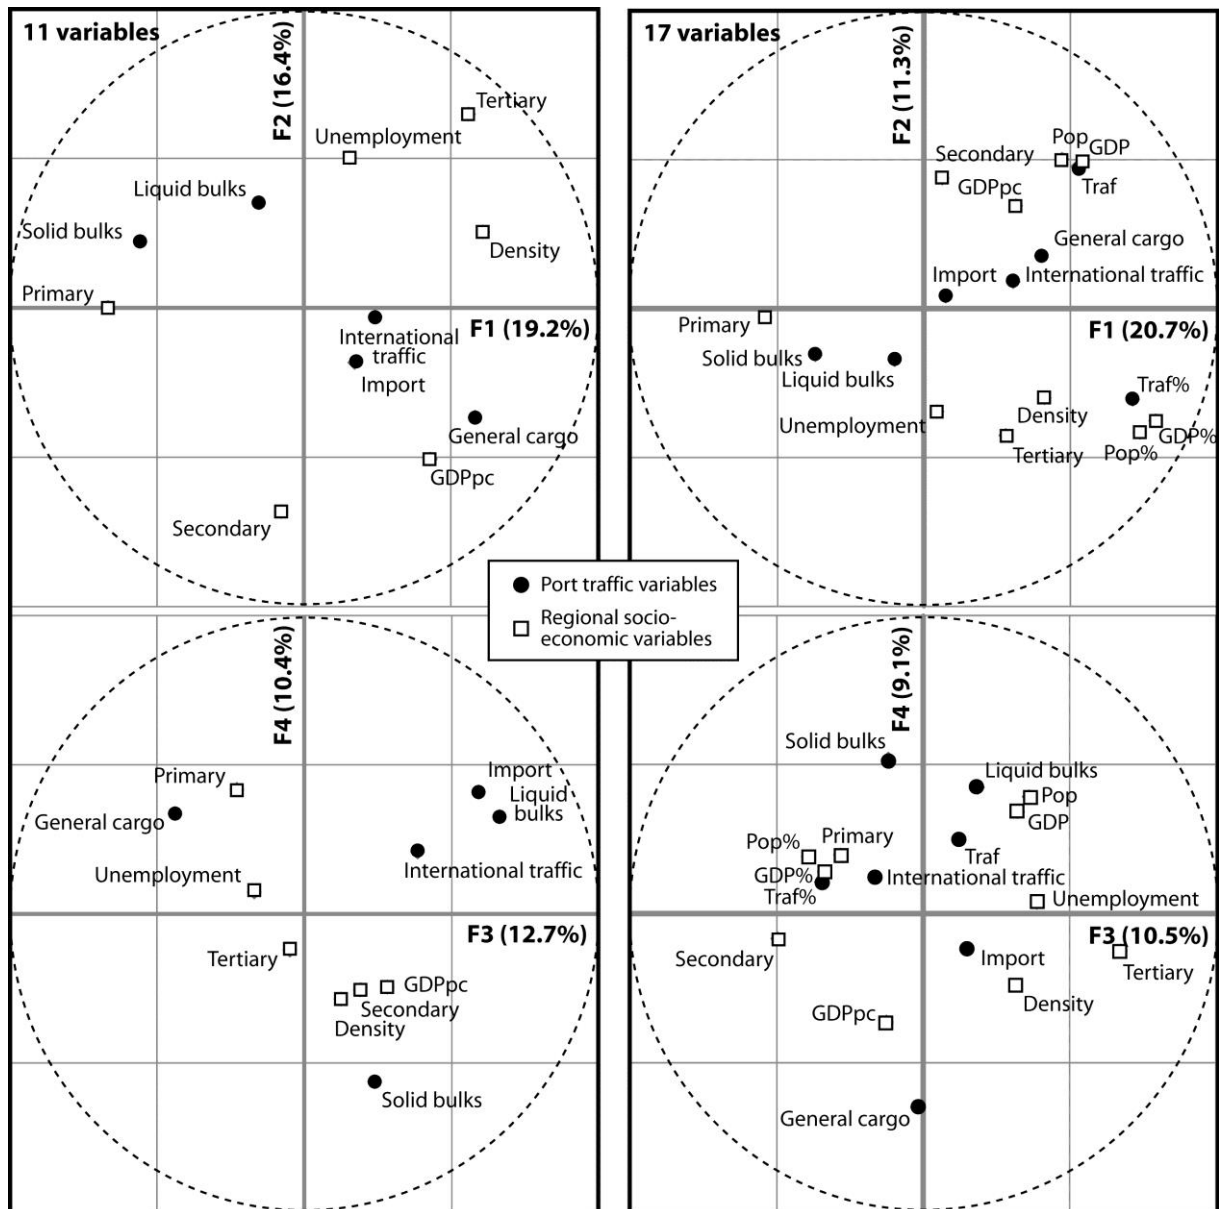 11 variables
F2 (16.4%)
Tertiary
Unemployment
Liquid bulks
Solid bulks
Density
Primary
F1 (19.2%)
International
traffic
Import
General cargo
GDPpc
Secondary
17 variables
F2 (11.3%)
Pop
GDP
Secondary
GDPpc
Traf
General cargo
Import
International traffic
Primary
F1 (20.7%)
Solid bulks
Liquid bulks
Traf%
Density
Unemployment
GDP%
Tertiary
Pop%
Port traffic variables
Regional socio-
economic variables
F4 (10.4%)
Primary
Import
Liquid
bulks
General cargo
International traffic
Unemployment
F3 (12.7%)
Tertiary
GDPpc
Secondary
Density
Solid bulks
F4 (9.1%)
Solid bulks
Liquid bulks
Pop
GDP
Pop%
Primary
Traf
GDP%
International traffic
Traf%
Unemployment
F3 (10.5%)
Secondary
Import
Tertiary
Density
GDPpc
General cargo